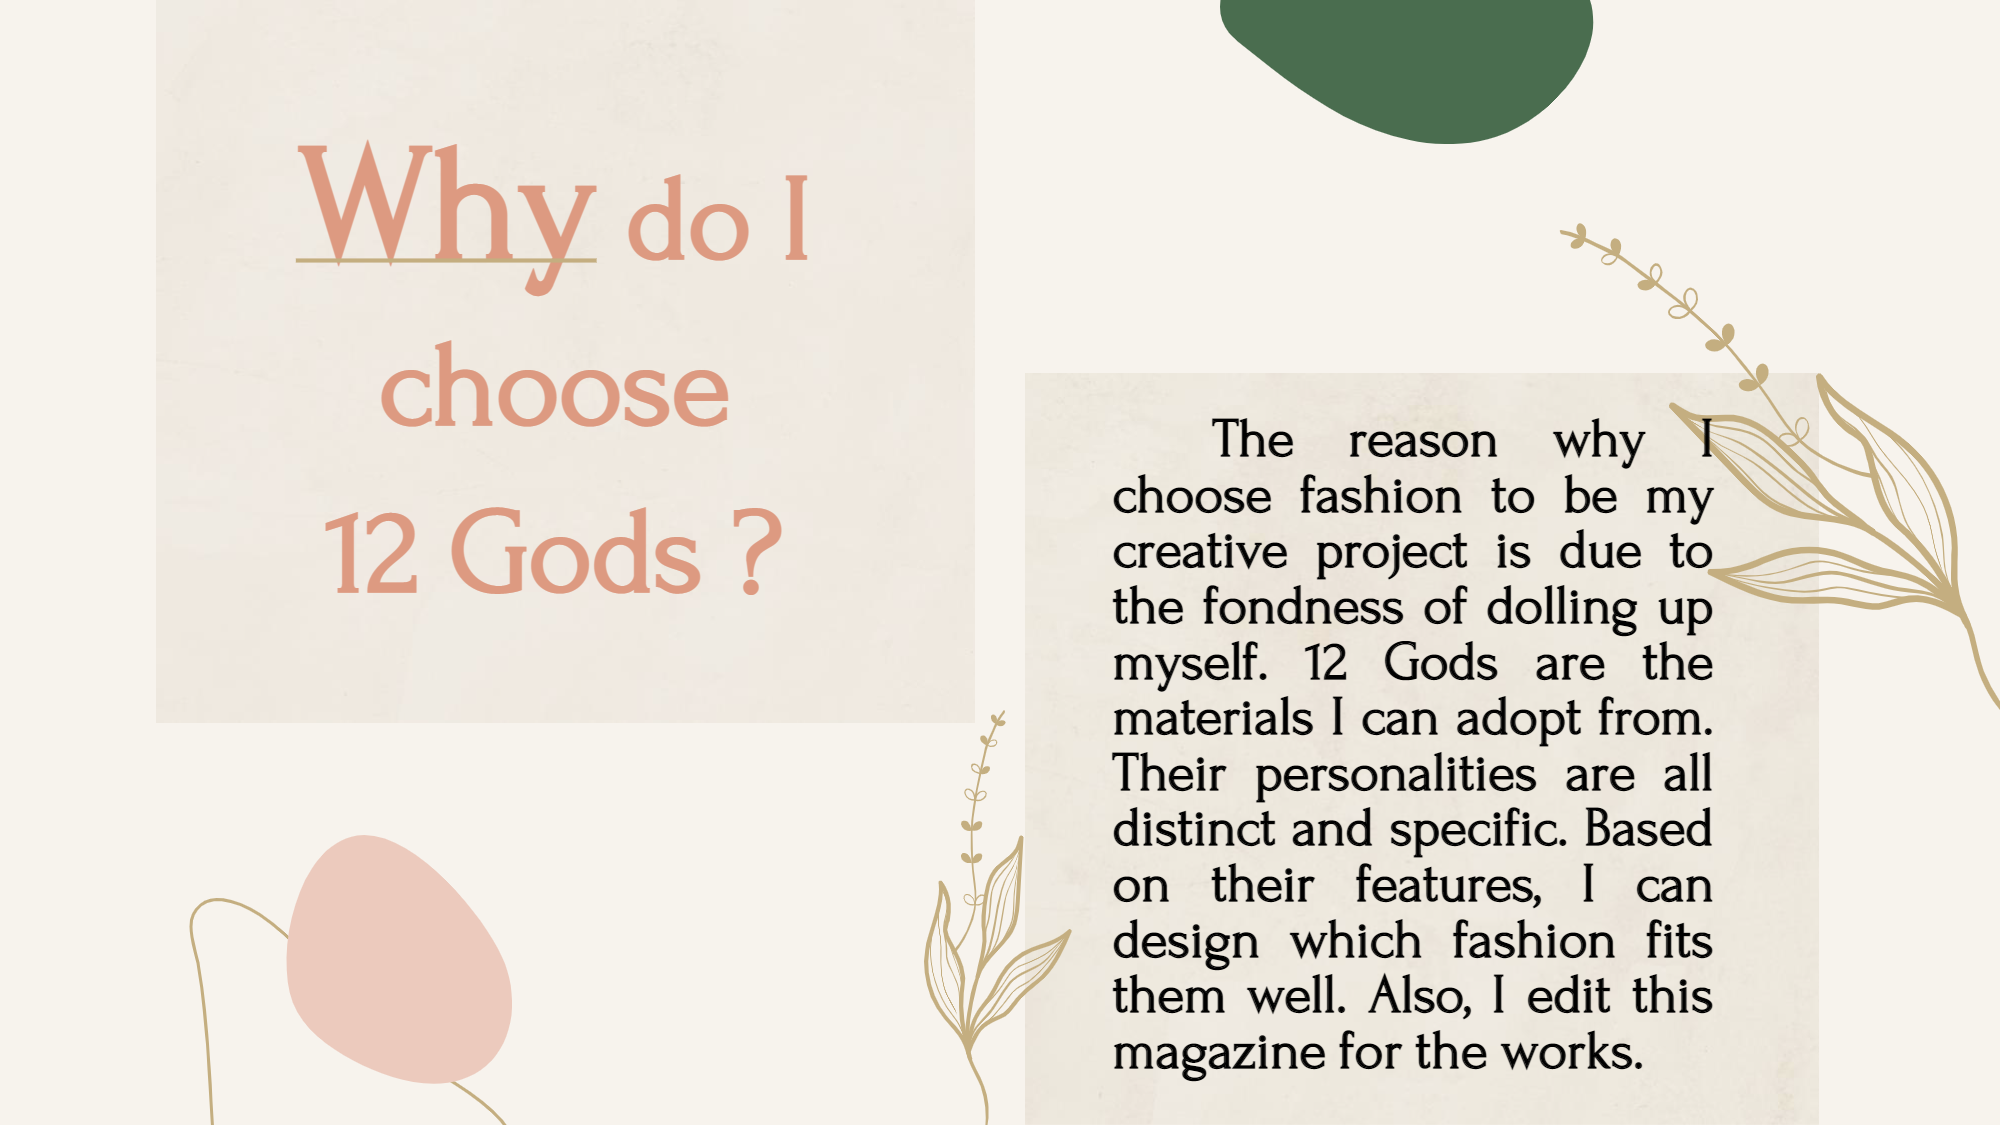 Why do I
choose
12 Gods ?
The reason why I
choose fashion to be my
creative project is due to
the fondness of dolling up
myself. 12 Gods are the
materials I can adopt from.
Their personalities are all
distinct and specific. Based
on their features, I can
design which fashion fits
them well. Also, I edit this
magazine for the works.